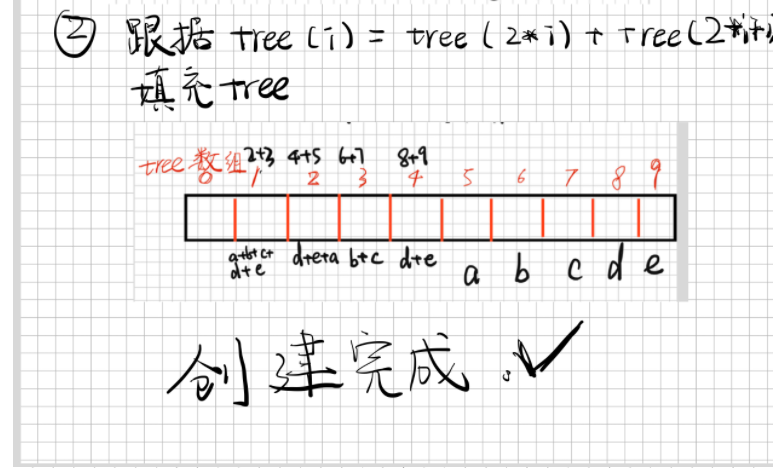 ② 跟据 tree (i) = tree (2*i) + Tree(2*i+1)
填充tree
tree 数组 2+3 4+5 6+7 8+9
0 1 2 3 4 5 6 7 8 9
a+b+c+d+e d+e+a b+c d+e a b c d e
创建完成.✓